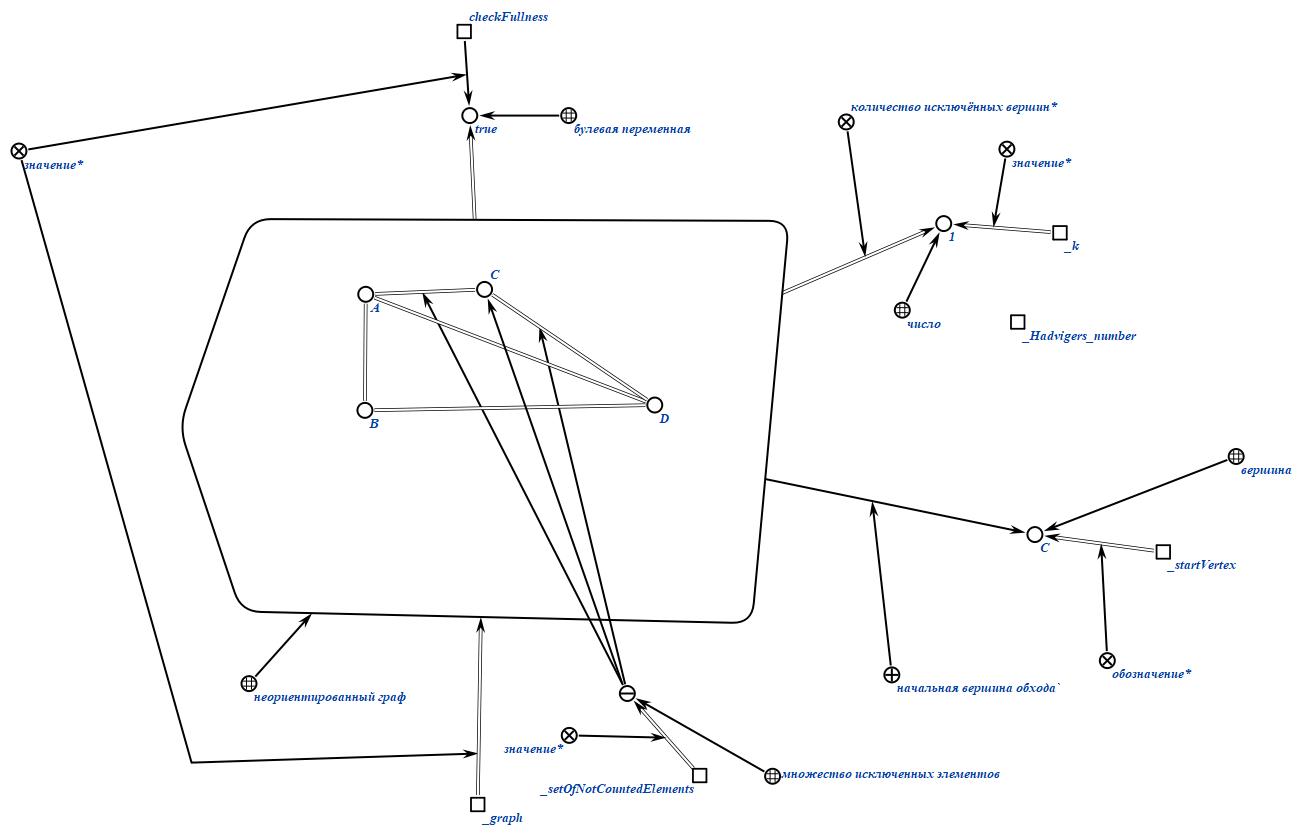 checkFullness
true
булевая переменная
значение*
количество исключённых вершин*
значение*
1
_k
число
_Hadvigers_number
C
A
B
D
вершина
C
_startVertex
обозначение*
начальная вершина обхода`
неориентированный граф
значение*
_setOfNotCountedElements
множество исключенных элементов
_graph